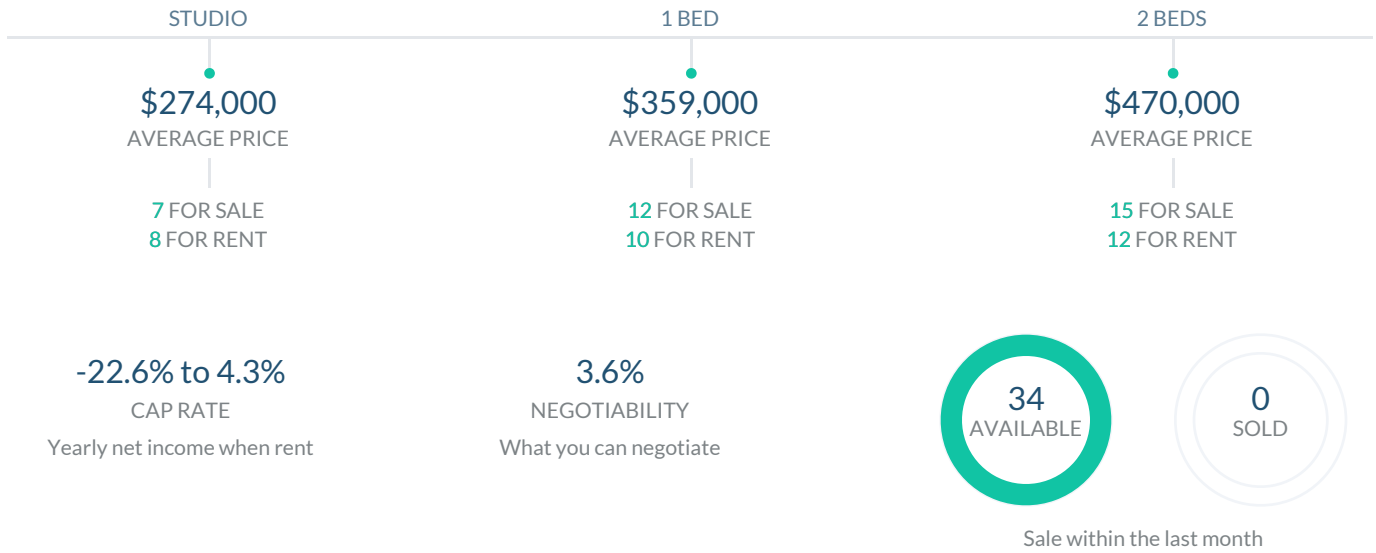 STUDIO
$274,000
AVERAGE PRICE
7 FOR SALE
8 FOR RENT
1 BED
$359,000
AVERAGE PRICE
12 FOR SALE
10 FOR RENT
2 BEDS
$470,000
AVERAGE PRICE
15 FOR SALE
12 FOR RENT
-22.6% to 4.3%
CAP RATE
Yearly net income when rent
3.6%
NEGOTIABILITY
What you can negotiate
34
AVAILABLE
0
SOLD
Sale within the last month